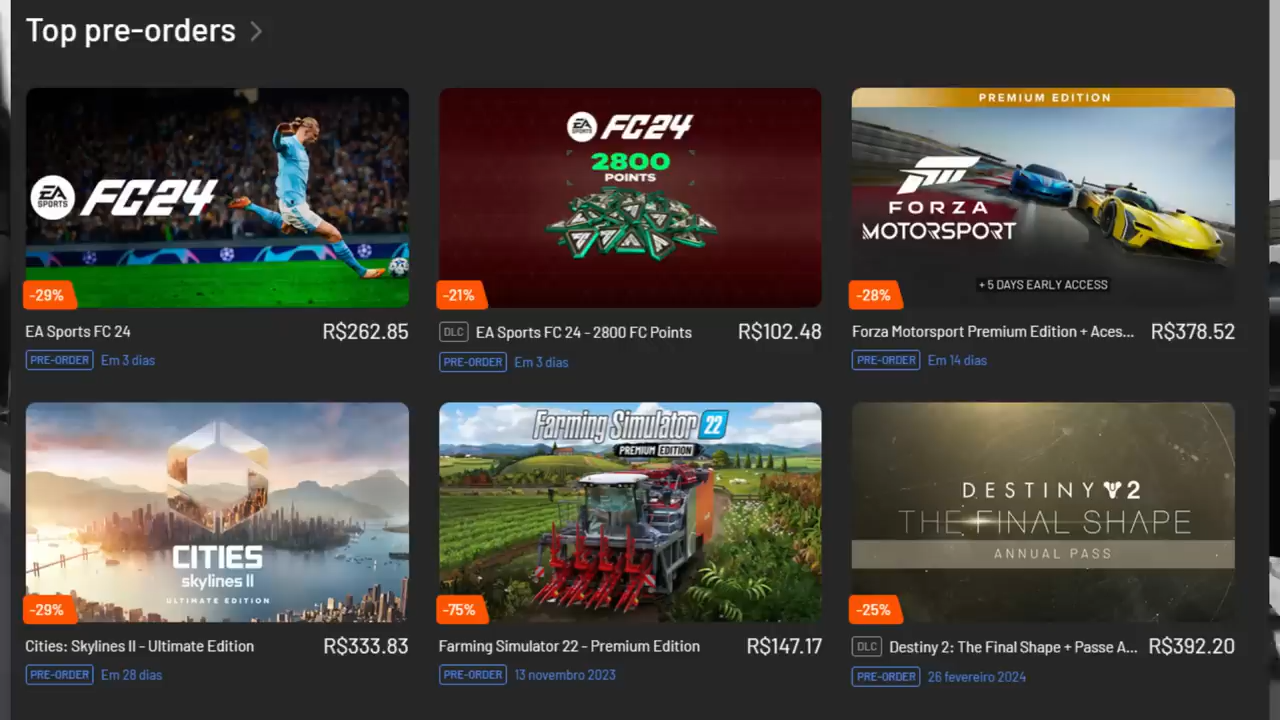 Top pre-orders
EA SPORTS FC24
-29%
EA Sports FC 24 R$262.85
PRE-ORDER Em 3 dias
EA SPORTS FC24
2800
POINTS
-21%
DLC EA Sports FC 24 - 2800 FC Points R$102.48
PRE-ORDER Em 3 dias
PREMIUM EDITION
FORZA
MOTORSPORT
+ 5 DAYS EARLY ACCESS
-28%
Forza Motorsport Premium Edition + Aces... R$378.52
PRE-ORDER Em 14 dias
CITIES
skylines II
ULTIMATE EDITION
-29%
Cities: Skylines II - Ultimate Edition R$333.83
PRE-ORDER Em 28 dias
Farming Simulator 22
PREMIUM EDITION
-75%
Farming Simulator 22 - Premium Edition R$147.17
PRE-ORDER 13 novembro 2023
DESTINY 2
THE FINAL SHAPE
ANNUAL PASS
-25%
DLC Destiny 2: The Final Shape + Passe A... R$392.20
PRE-ORDER 26 fevereiro 2024